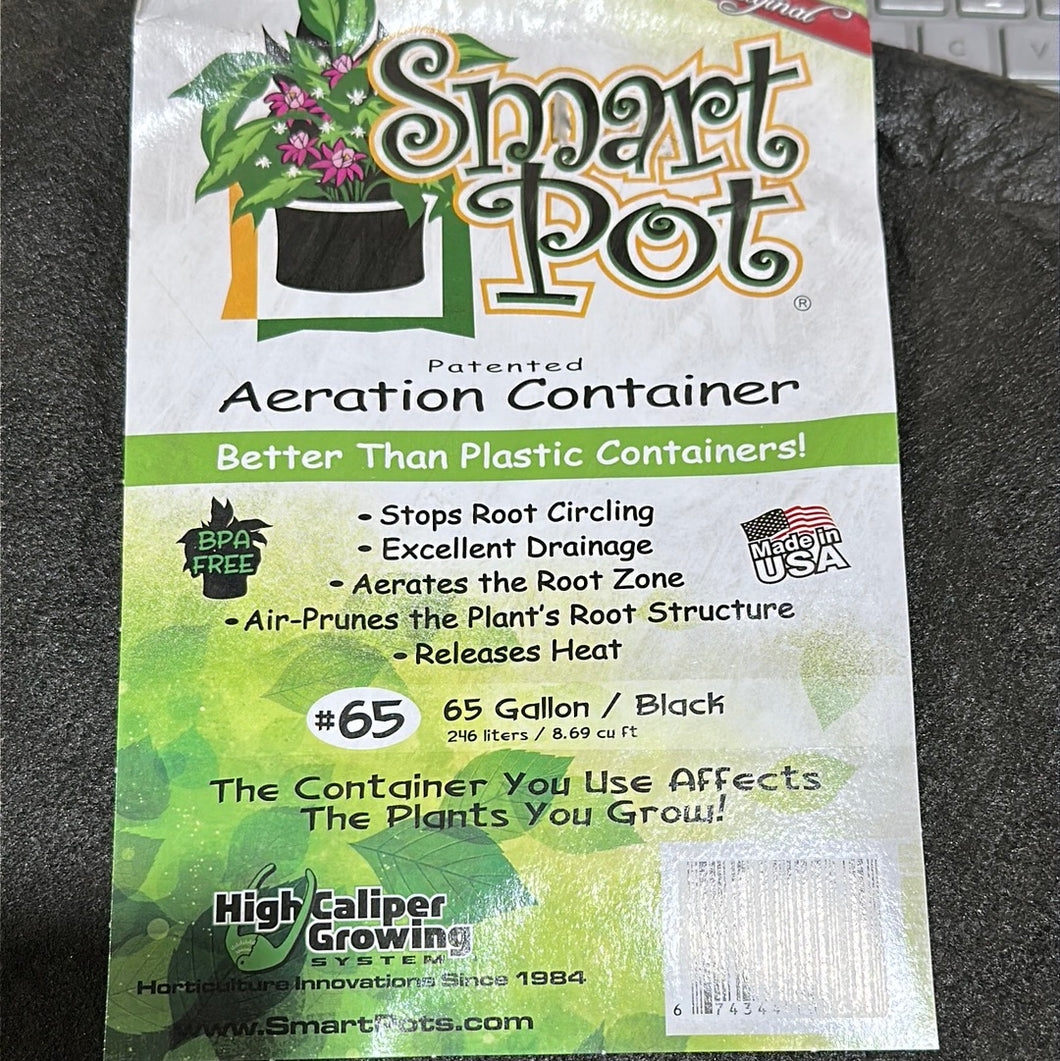 Original
C V
Smart
Pot®
Patented
Aeration Container
Better Than Plastic Containers!
BPA
FREE
• Stops Root Circling
• Excellent Drainage
• Aerates the Root Zone
• Air-Prunes the Plant's Root Structure
• Releases Heat
Made in
USA
#65
65 Gallon / Black
246 liters / 8.69 cu ft
The Container You Use Affects
The Plants You Grow!
High Caliper
Growing
SYSTEM
Horticulture Innovations Since 1984
www.SmartPots.com
6 74344